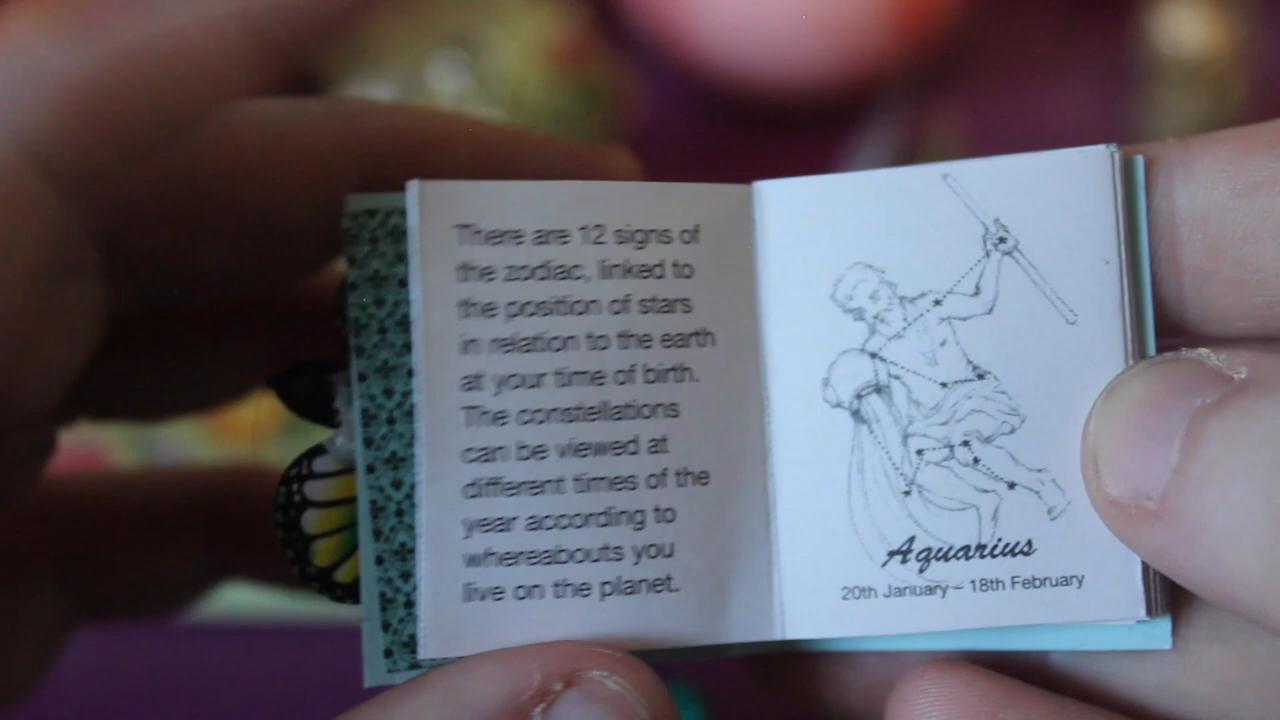 There are 12 signs of
the zodiac, linked to
the position of stars
in relation to the earth
at your time of birth.
The constellations
can be viewed at
different times of the
year according to
whereabouts you
live on the planet.
Aquarius
20th January – 18th February